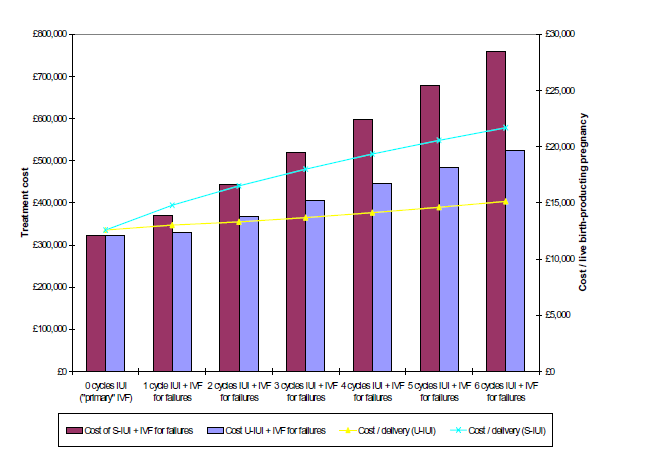 £800,000
£700,000
£600,000
£500,000
£400,000
£300,000
£200,000
£100,000
£0
Treatment cost
£30,000
£25,000
£20,000
£15,000
£10,000
£5,000
£0
Cost / live birth-producting pregnancy
0 cycles IUI
("primary" IVF)
1 cycle IUI + IVF
for failures
2 cycles IUI + IVF
for failures
3 cycles IUI + IVF
for failures
4 cycles IUI + IVF
for failures
5 cycles IUI + IVF
for failures
6 cycles IUI + IVF
for failures
Cost of S-IUI + IVF for failures
Cost U-IUI + IVF for failures
Cost / delivery (U-IUI)
Cost / delivery (S-IUI)